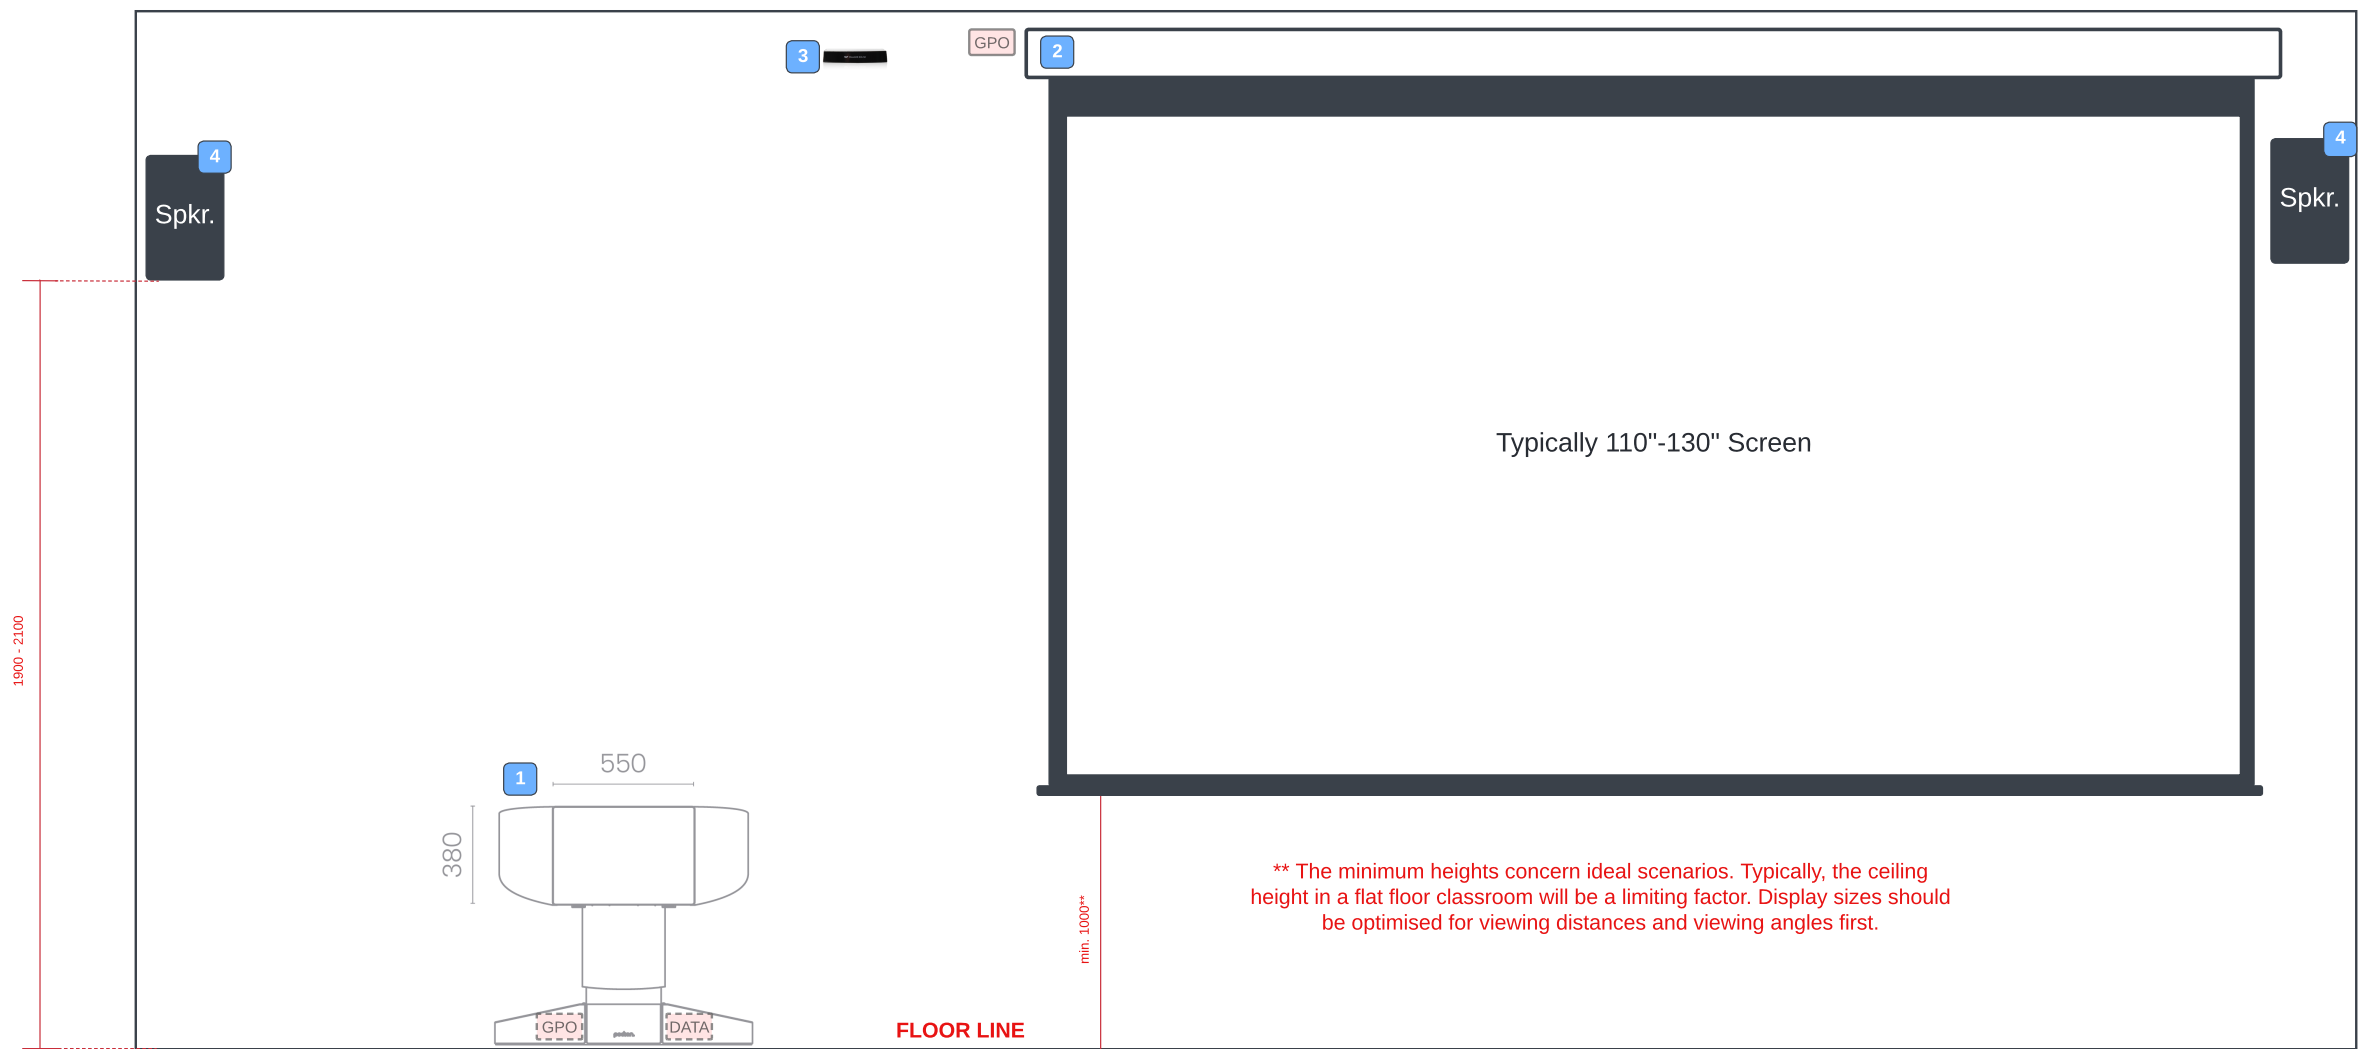 GPO
2
3
4
4
Spkr.
Spkr.
Typically 110"-130" Screen
1900 - 2100
550
1
380
** The minimum heights concern ideal scenarios. Typically, the ceiling
height in a flat floor classroom will be a limiting factor. Display sizes should
be optimised for viewing distances and viewing angles first.
min. 1000**
GPO
DATA
FLOOR LINE